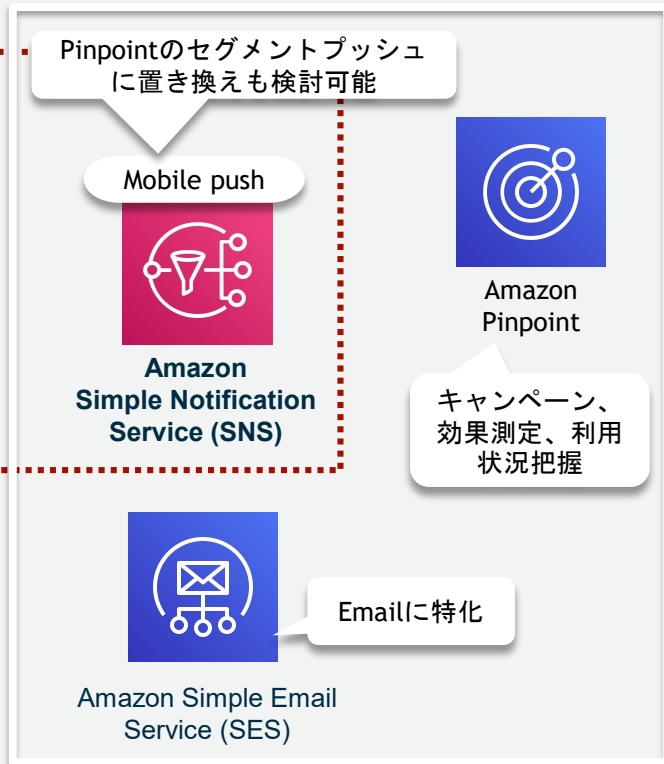 Pinpointのセグメントプッシュ
に置き換えも検討可能
Mobile push
Amazon
Simple Notification
Service (SNS)
Amazon
Pinpoint
キャンペーン、
効果測定、利用
状況把握
Emailに特化
Amazon Simple Email
Service (SES)